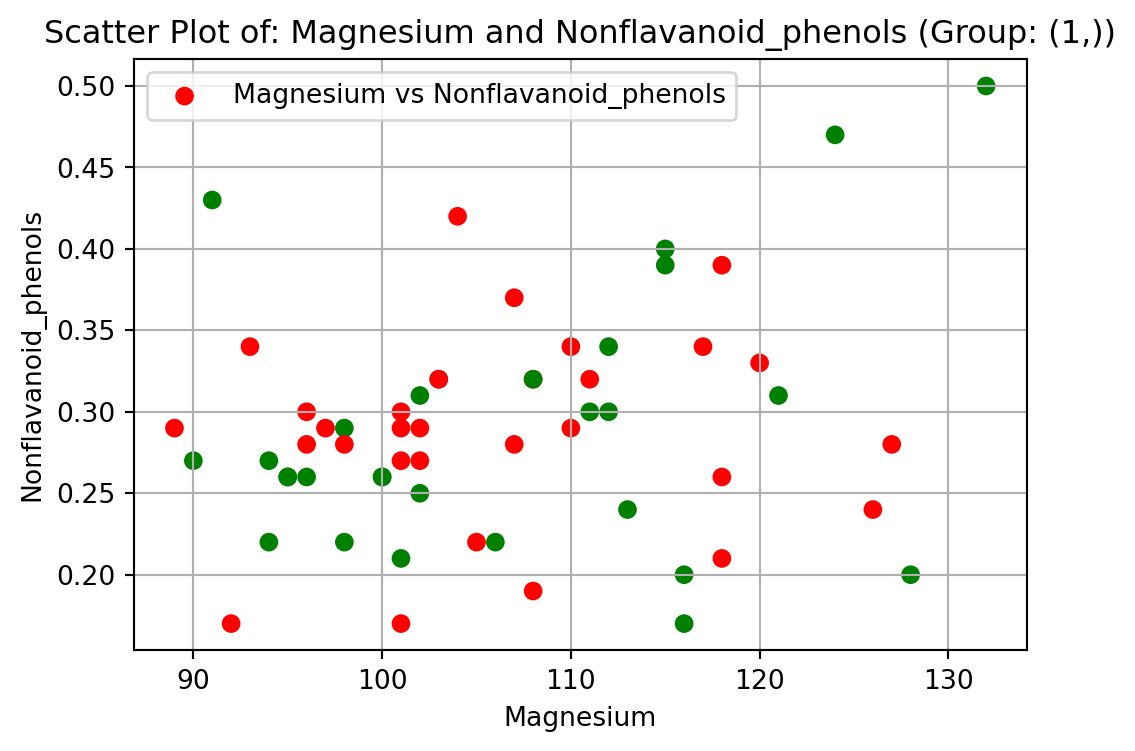 Scatter Plot of: Magnesium and Nonflavanoid_phenols (Group: (1,))
Magnesium vs Nonflavanoid_phenols
Nonflavanoid_phenols
0.50
0.45
0.40
0.35
0.30
0.25
0.20
90 100 110 120 130
Magnesium